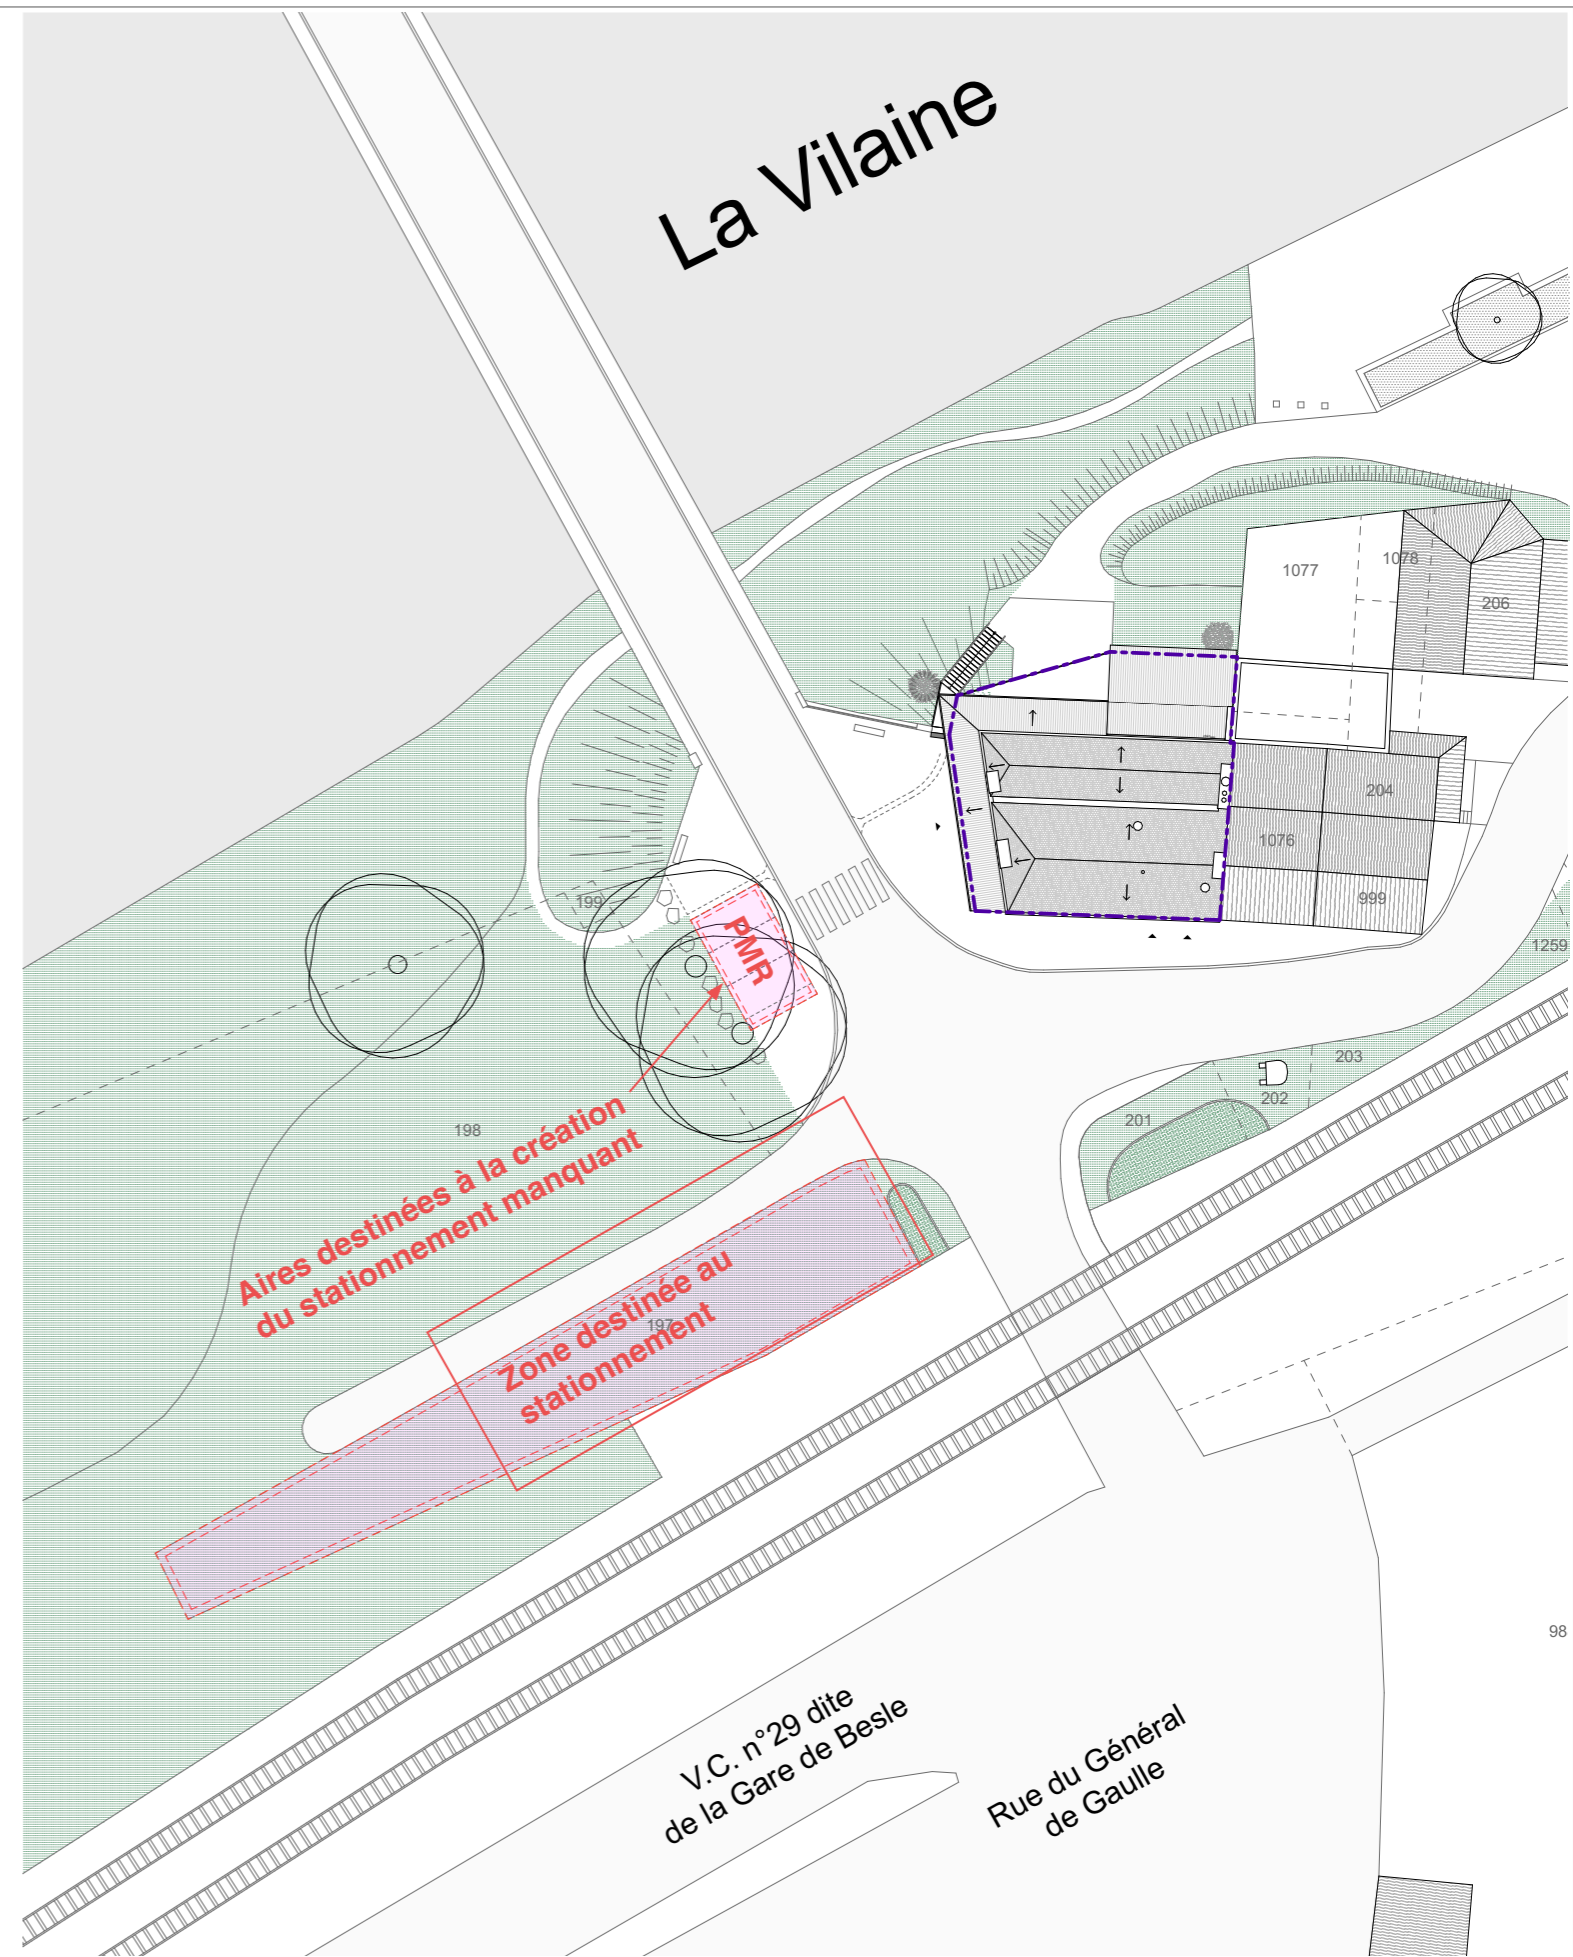 La Vilaine
1077
1078
206
204
1076
999
199
PMR
1259
203
202
201
198
Aires destinées à la création
du stationnement manquant
197
Zone destinée au
stationnement
98
V.C. n°29 dite
de la Gare de Besle
Rue du Général
de Gaulle